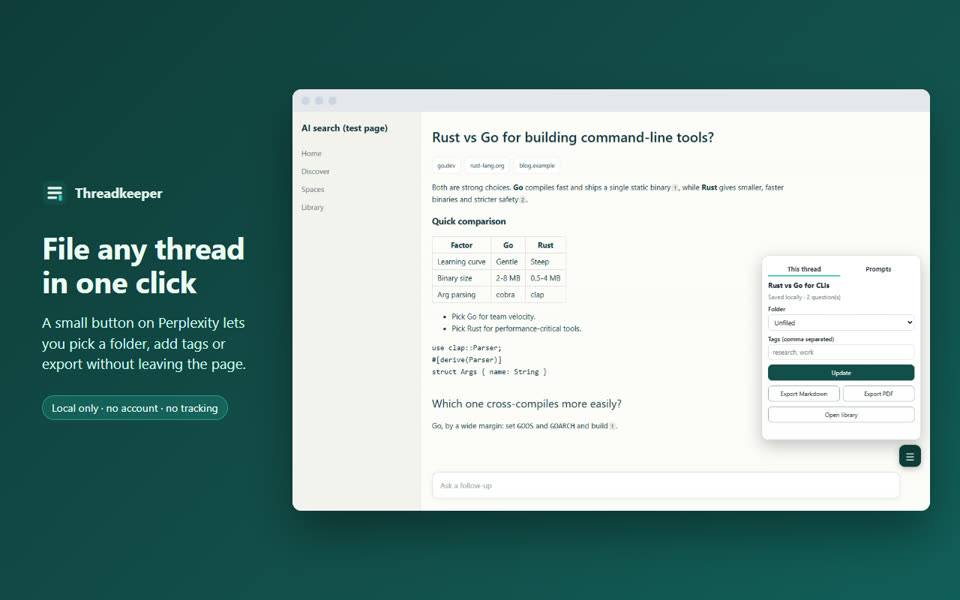 Threadkeeper
File any thread
in one click
A small button on Perplexity lets
you pick a folder, add tags or
export without leaving the page.
Local only · no account · no tracking
AI search (test page)
Home
Discover
Spaces
Library
Rust vs Go for building command-line tools?
go.dev
rust-lang.org
blog.example
Both are strong choices. Go compiles fast and ships a single static binary 1, while Rust gives smaller, faster
binaries and stricter safety 2.
Quick comparison
Factor Go Rust
Learning curve Gentle Steep
Binary size 2-8 MB 0.5-4 MB
Arg parsing cobra clap
• Pick Go for team velocity.
• Pick Rust for performance-critical tools.
use clap::Parser;
#[derive(Parser)]
struct Args { name: String }
Which one cross-compiles more easily?
Go, by a wide margin: set GOOS and GOARCH and build 1.
Ask a follow-up
This thread Prompts
Rust vs Go for CLIs
Saved locally · 2 question(s)
Folder
Unfiled
Tags (comma separated)
research, work
Update
Export Markdown Export PDF
Open library